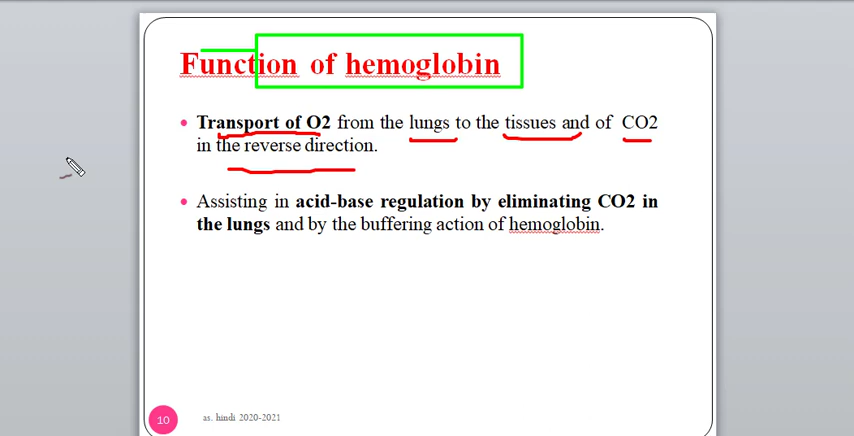 Function of hemoglobin
• Transport of O2 from the lungs to the tissues and of CO2
in the reverse direction.
• Assisting in acid-base regulation by eliminating CO2 in
the lungs and by the buffering action of hemoglobin.
10
as. hindi 2020-2021